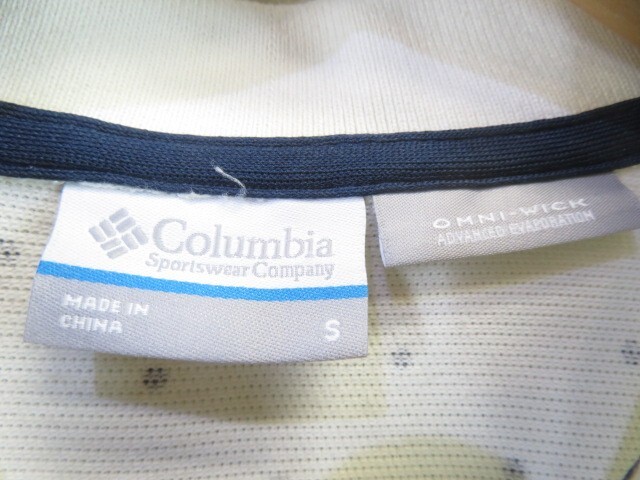 Columbia
Sportswear Company
MADE IN
CHINA
S
OMNI-WICK
ADVANCED EVAPORATION